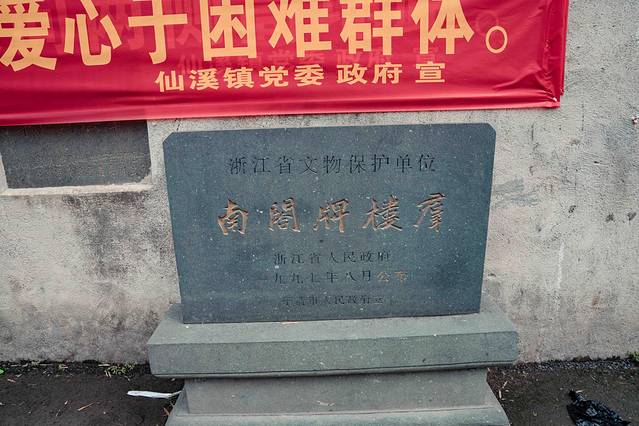 爱心于困难群体。
仙溪镇党委 政府 宣
浙江省文物保护单位
南閣牌樓群
浙江省人民政府
一九九七年八月公布
乐清市人民政府立